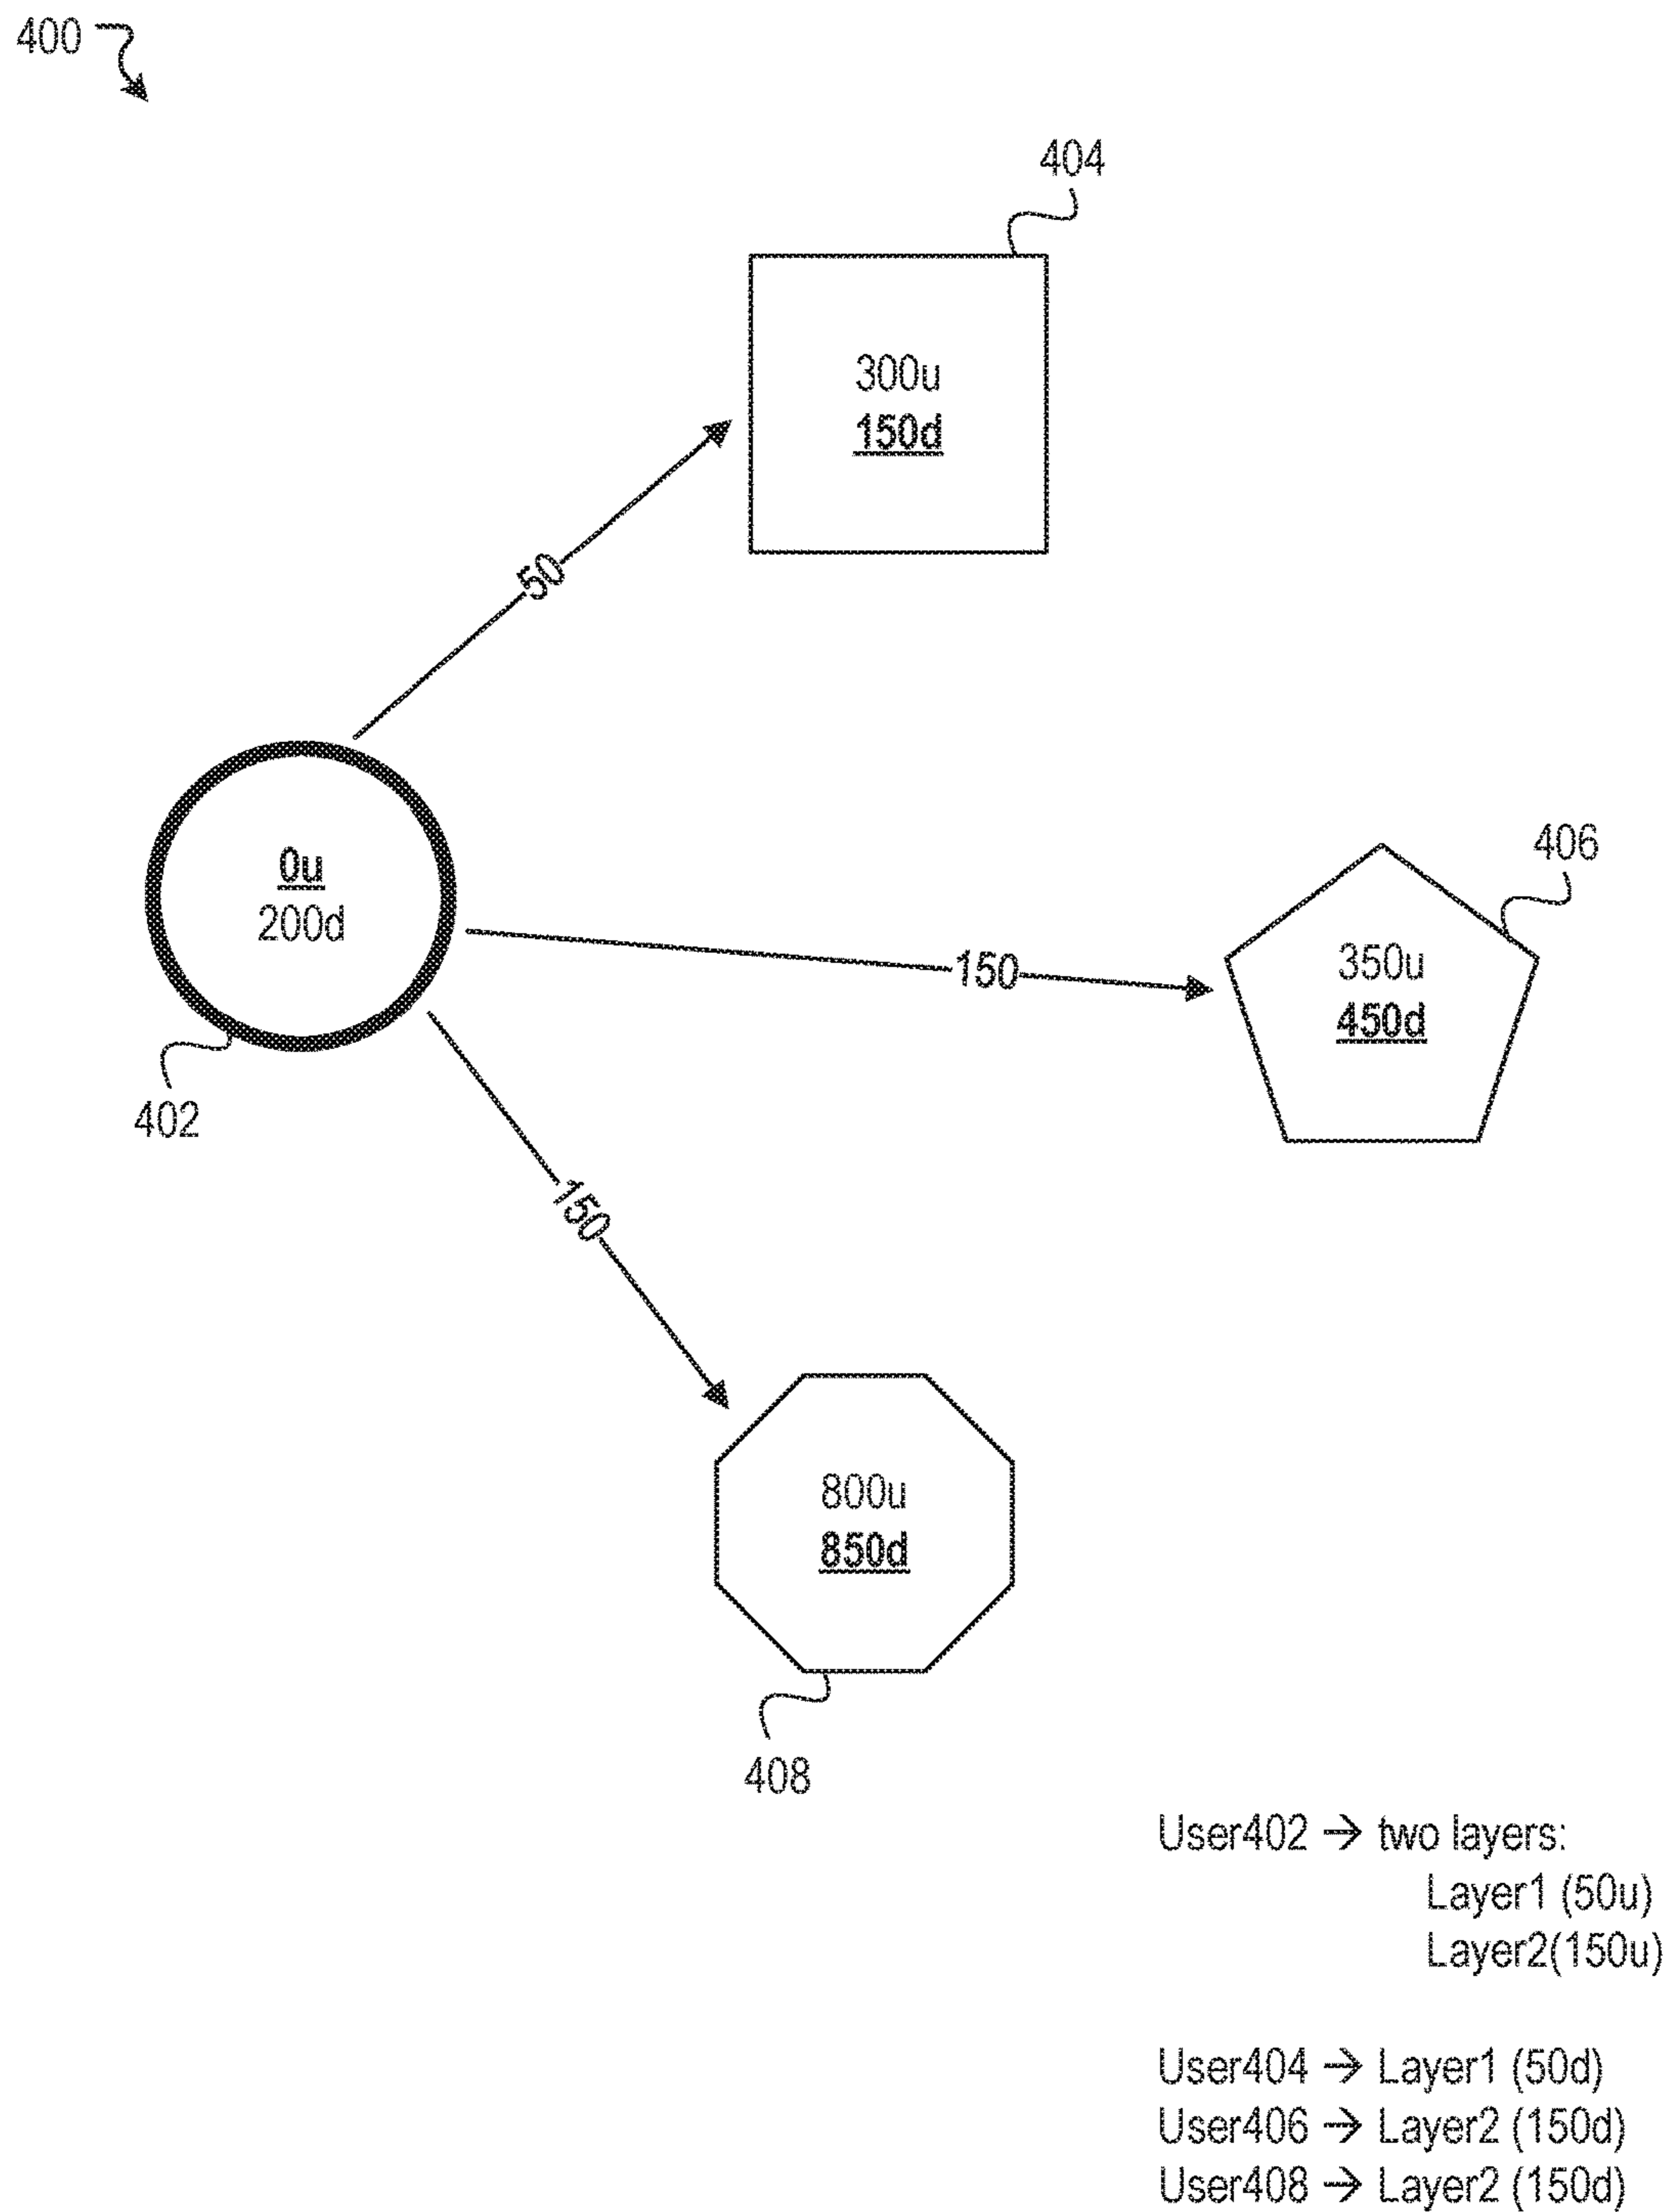 400
404
300u
150d
50
0u
200d
402
406
150
350u
450d
150
800u
850d
408
User402 → two layers:
Layer1 (50u)
Layer2(150u)
User404 → Layer1 (50d)
User406 → Layer2 (150d)
User408 → Layer2 (150d)